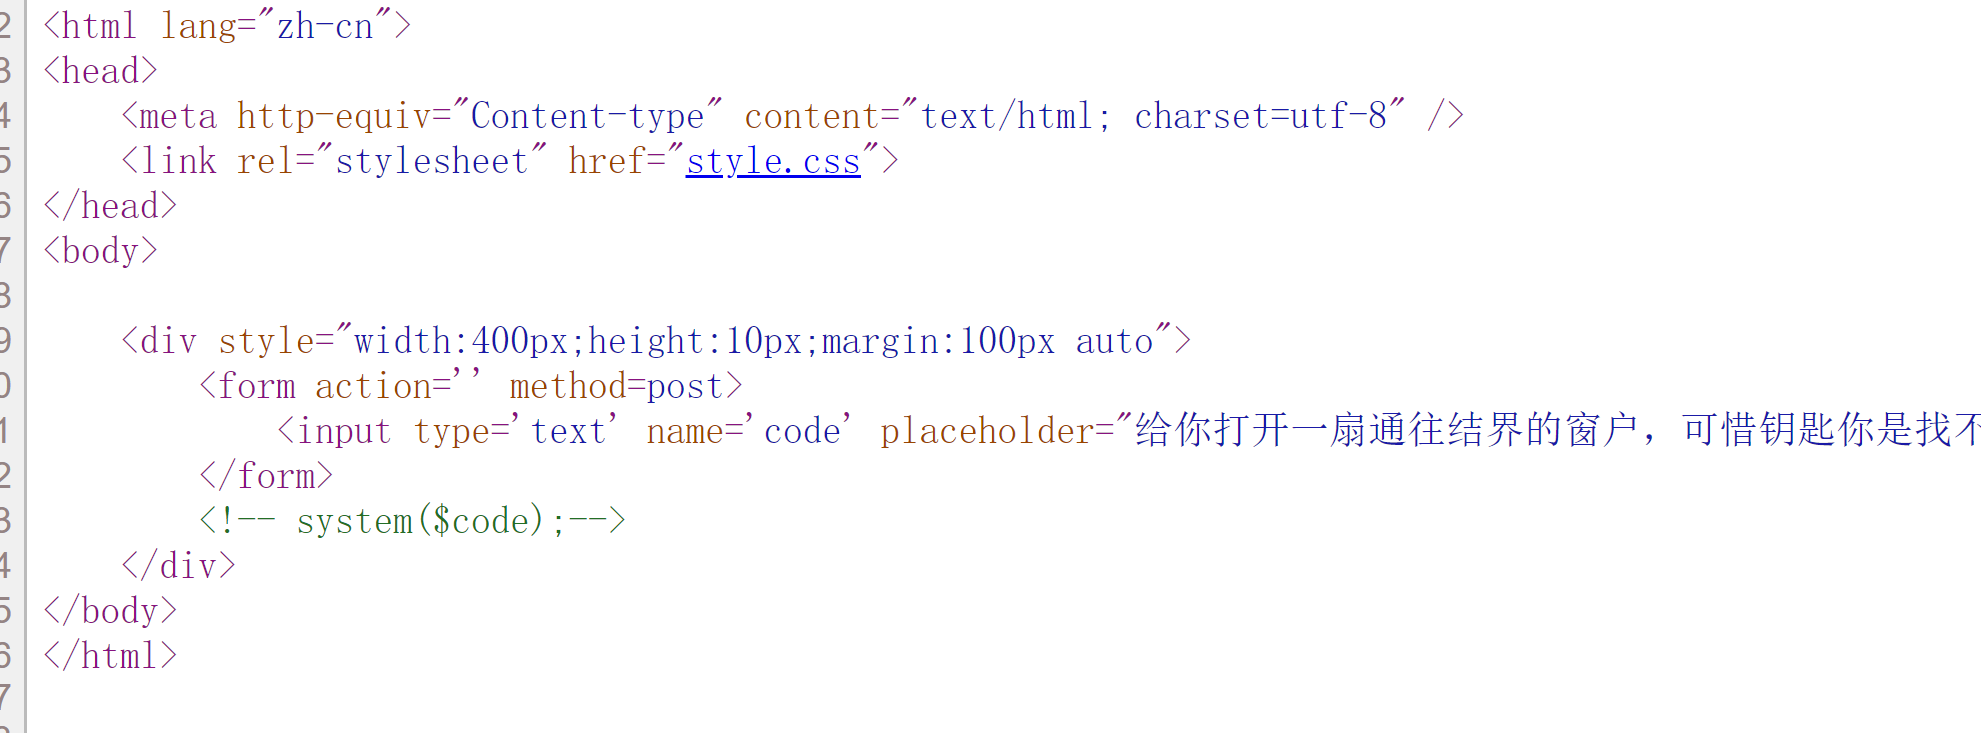 2 <html lang="zh-cn">
3 <head>
4     <meta http-equiv="Content-type" content="text/html; charset=utf-8" />
5     <link rel="stylesheet" href="style.css">
6 </head>
7 <body>
8
9     <div style="width:400px;height:10px;margin:100px auto">
0         <form action='' method=post>
1             <input type='text' name='code' placeholder="给你打开一扇通往结界的窗户，可惜钥匙你是找不
2         </form>
3         <!-- system($code);-->
4     </div>
5 </body>
6 </html>
7